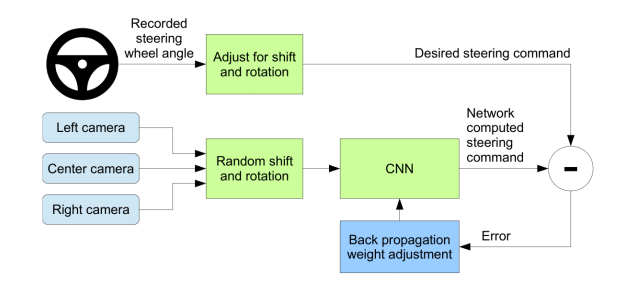 Recorded
steering
wheel angle
Adjust for shift
and rotation
Desired steering command
Left camera
Center camera
Right camera
Random shift
and rotation
CNN
Network
computed
steering
command
-
Back propagation
weight adjustment
Error